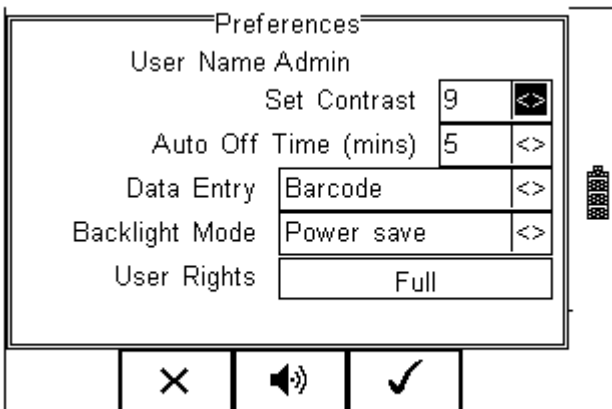 Preferences
User Name Admin
Set Contrast 9 <>
Auto Off Time (mins) 5 <>
Data Entry Barcode <>
Backlight Mode Power save <>
User Rights Full